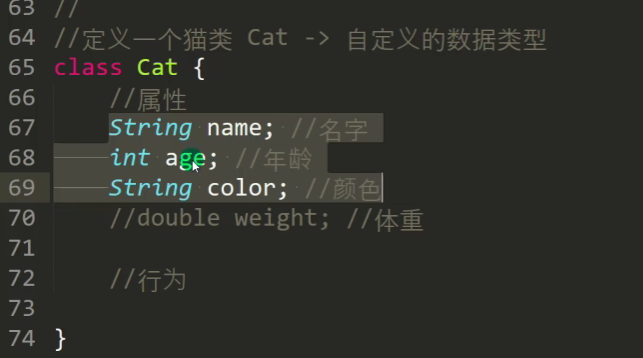 63 //
64 //定义一个猫类 Cat -> 自定义的数据类型
65 class Cat {
66 //属性
67 String name; //名字
68 int age; //年龄
69 String color; //颜色
70 //double weight; //体重
71
72 //行为
73
74 }